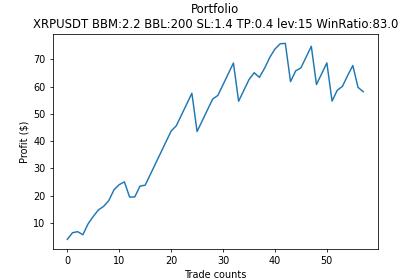 Portfolio
XRPUSDT BBM:2.2 BBL:200 SL:1.4 TP:0.4 lev:15 WinRatio:83.0
70
60
50
40
30
20
10
Profit ($)
0 10 20 30 40 50
Trade counts